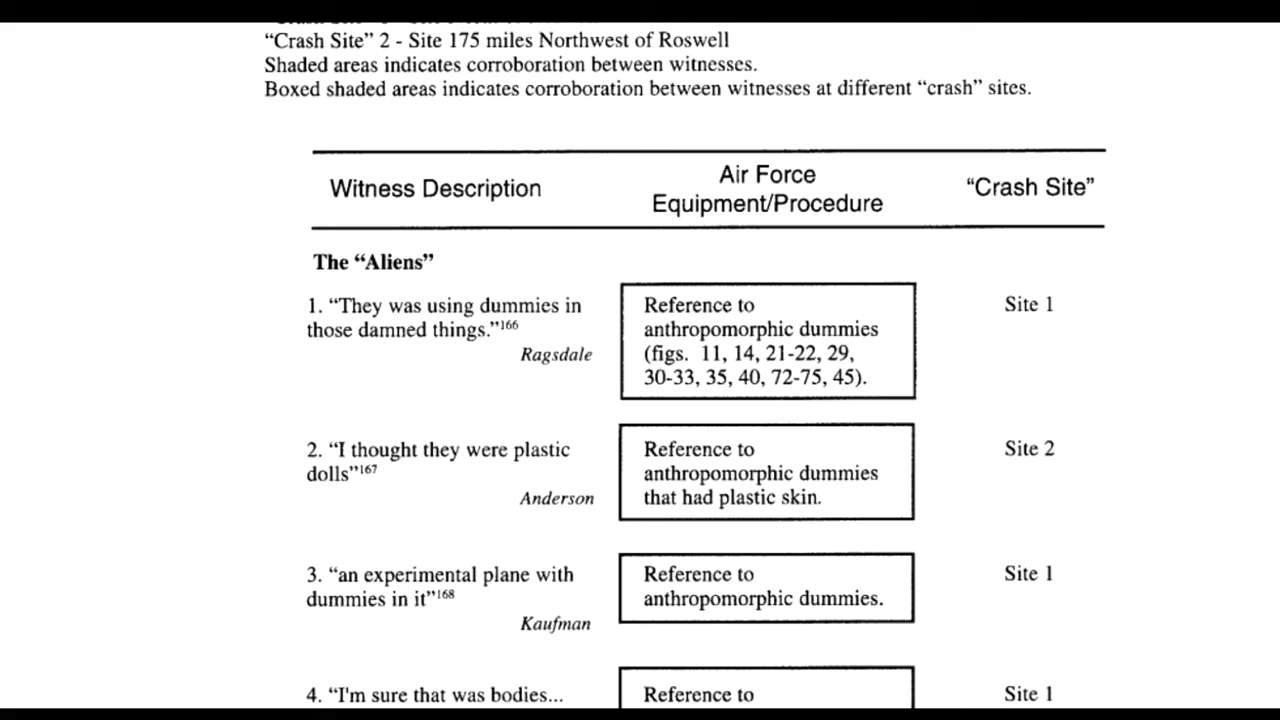 “Crash Site” 2 - Site 175 miles Northwest of Roswell
Shaded areas indicates corroboration between witnesses.
Boxed shaded areas indicates corroboration between witnesses at different “crash” sites.
Witness Description
Air Force
Equipment/Procedure
“Crash Site”
The “Aliens”
1. “They was using dummies in
those damned things.”166
Ragsdale
Reference to
anthropomorphic dummies
(figs. 11, 14, 21-22, 29,
30-33, 35, 40, 72-75, 45).
Site 1
2. “I thought they were plastic
dolls”167
Anderson
Reference to
anthropomorphic dummies
that had plastic skin.
Site 2
3. “an experimental plane with
dummies in it”168
Kaufman
Reference to
anthropomorphic dummies.
Site 1
4. “I'm sure that was bodies...
Reference to
Site 1